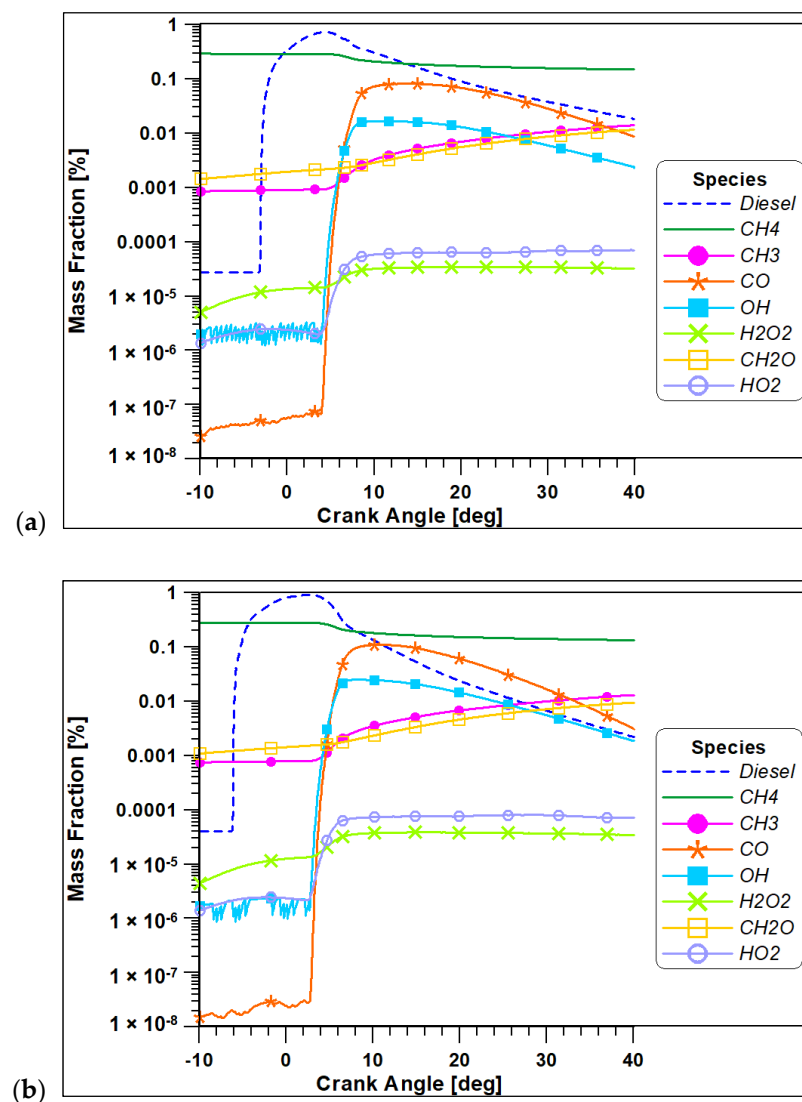 (a)
Mass Fraction [%]
1
0.1
0.01
0.001
0.0001
1 × 10-5
1 × 10-6
1 × 10-7
1 × 10-8
-10 0 10 20 30 40
Crank Angle [deg]
Species
Diesel
CH4
CH3
CO
OH
H2O2
CH2O
HO2
(b)
Mass Fraction [%]
1
0.1
0.01
0.001
0.0001
1 × 10-5
1 × 10-6
1 × 10-7
1 × 10-8
-10 0 10 20 30 40
Crank Angle [deg]
Species
Diesel
CH4
CH3
CO
OH
H2O2
CH2O
HO2